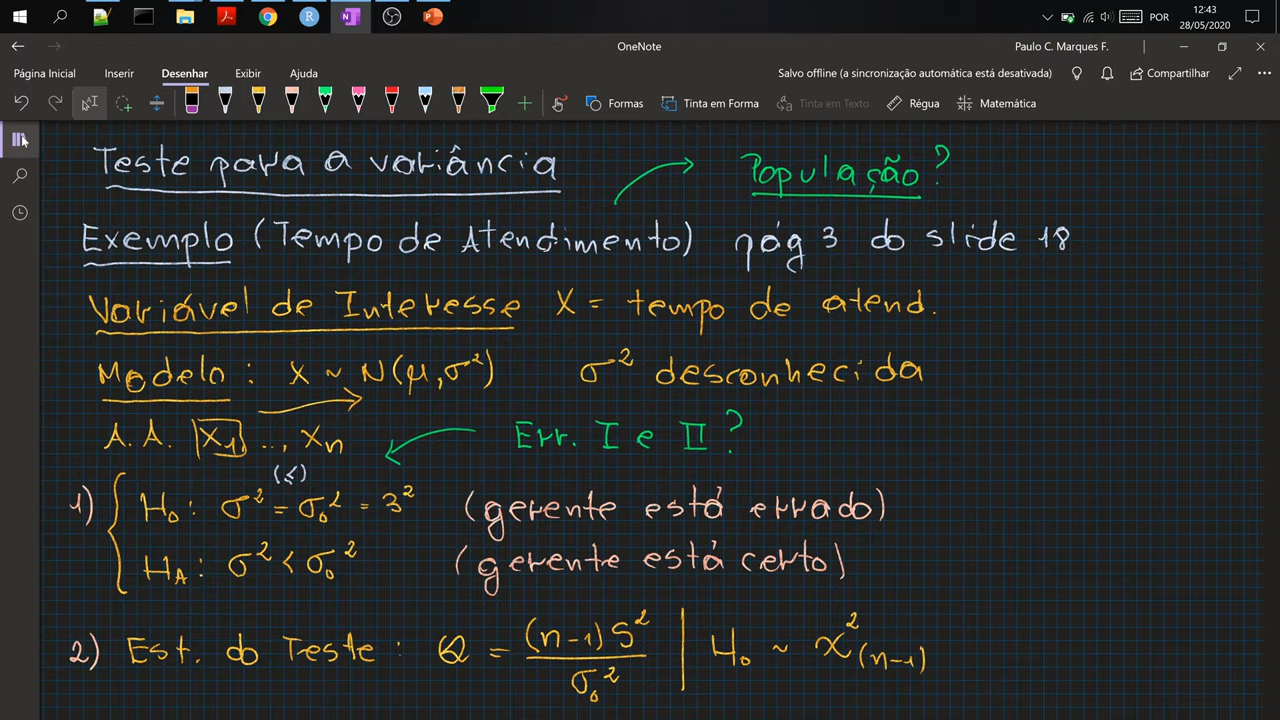 12:43
POR
28/05/2020
OneNote
Paulo C. Marques F.
Página Inicial Inserir Desenhar Exibir Ajuda Salvo offline (a sincronização automática está desativada) Compartilhar
Formas Tinta em Forma Tinta em Texto Régua Matemática
Teste para a variância
População?
Exemplo (Tempo de Atendimento) pág 3 do slide 18
Variável de Interesse X = tempo de atend.
Modelo: X ~ N(μ,σ²) σ² desconhecida
A.A. X₁ ..., Xn
Err. I e II?
(≤)
1) H₀: σ² = σ₀² = 3² (gerente está errado)
H_A: σ² < σ₀² (gerente está certo)
2) Est. do Teste: Q = (n-1)S² / σ₀² | H₀ ~ χ²(n-1)